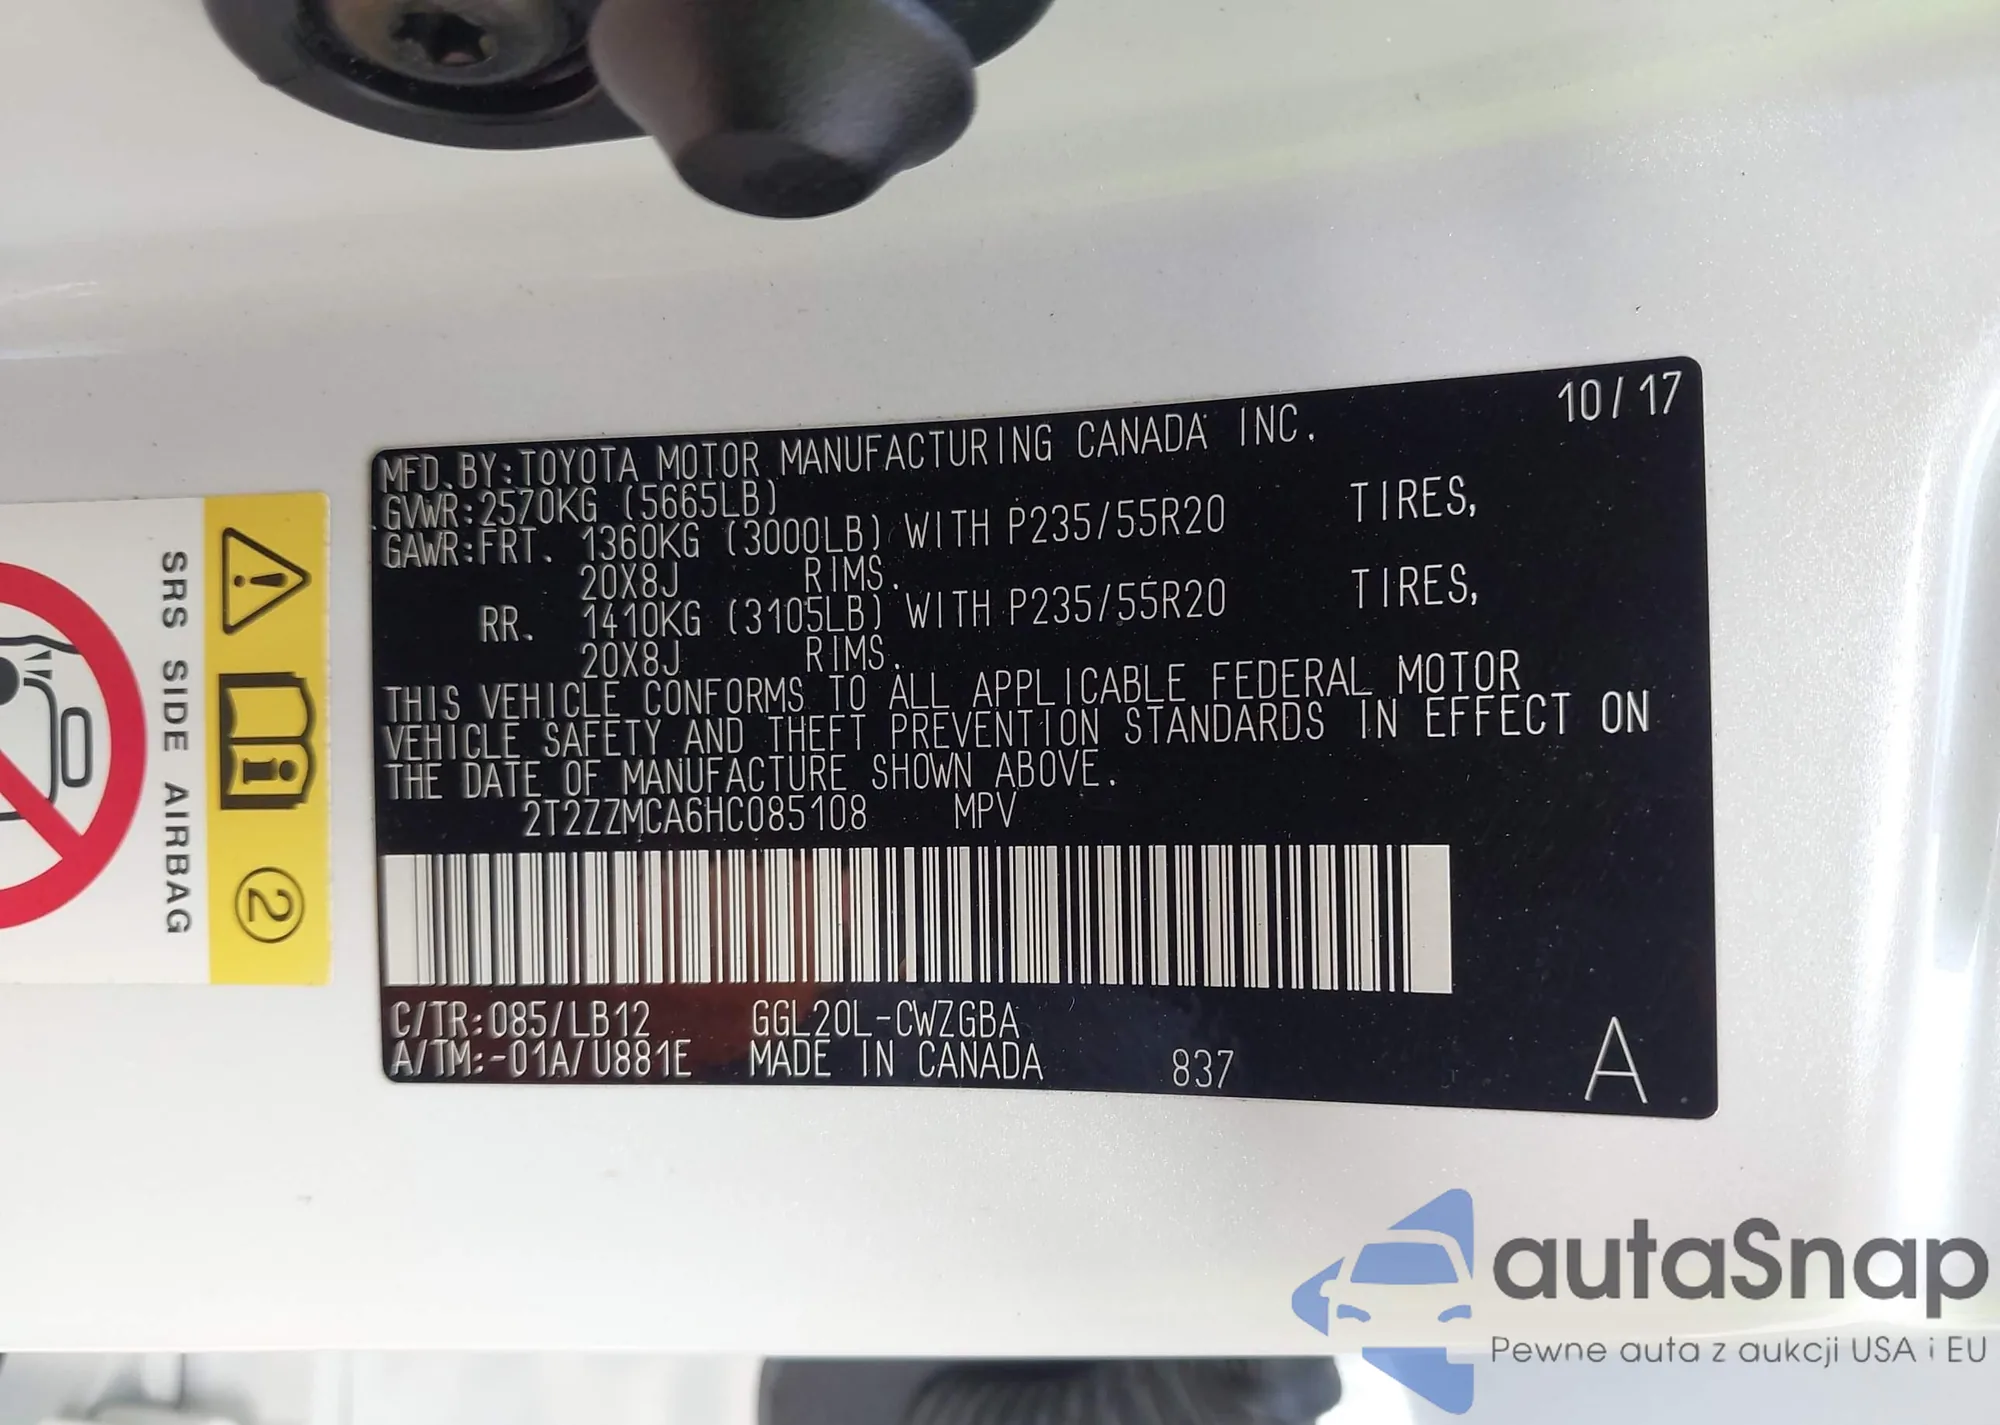 10/17
MFD.BY:TOYOTA MOTOR MANUFACTURING CANADA INC.
GVWR:2570KG (5665LB)
GAWR:FRT. 1360KG (3000LB) WITH P235/55R20 TIRES,
20X8J RIMS.
RR. 1410KG (3105LB) WITH P235/55R20 TIRES,
20X8J RIMS.
THIS VEHICLE CONFORMS TO ALL APPLICABLE FEDERAL MOTOR
VEHICLE SAFETY AND THEFT PREVENTION STANDARDS IN EFFECT ON
THE DATE OF MANUFACTURE SHOWN ABOVE.
2T2ZZMCA6HC085108 MPV
C/TR:085/LB12 GGL20L-CWZGBA
A/TM:-01A/U881E MADE IN CANADA 837 A
SRS SIDE AIRBAG
2
autaSnap
Pewne auta z aukcji USA i EU